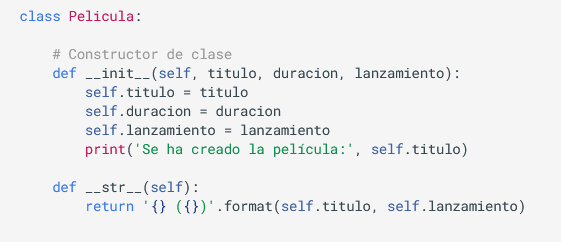 class Pelicula:
    # Constructor de clase
    def __init__(self, titulo, duracion, lanzamiento):
        self.titulo = titulo
        self.duracion = duracion
        self.lanzamiento = lanzamiento
        print('Se ha creado la película:', self.titulo)
    def __str__(self):
        return '{} ({})'.format(self.titulo, self.lanzamiento)